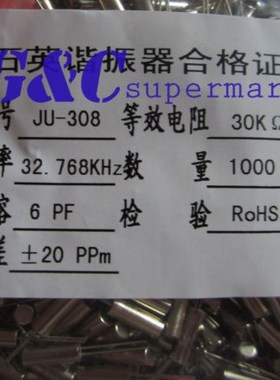 石英谐振器合格证
G&C supermar
号 JU-308 等效电阻 30KΩ
率 32.768KHz 数 量 1000
容 6 PF 检 验 RoHS
差 ±20 PPm